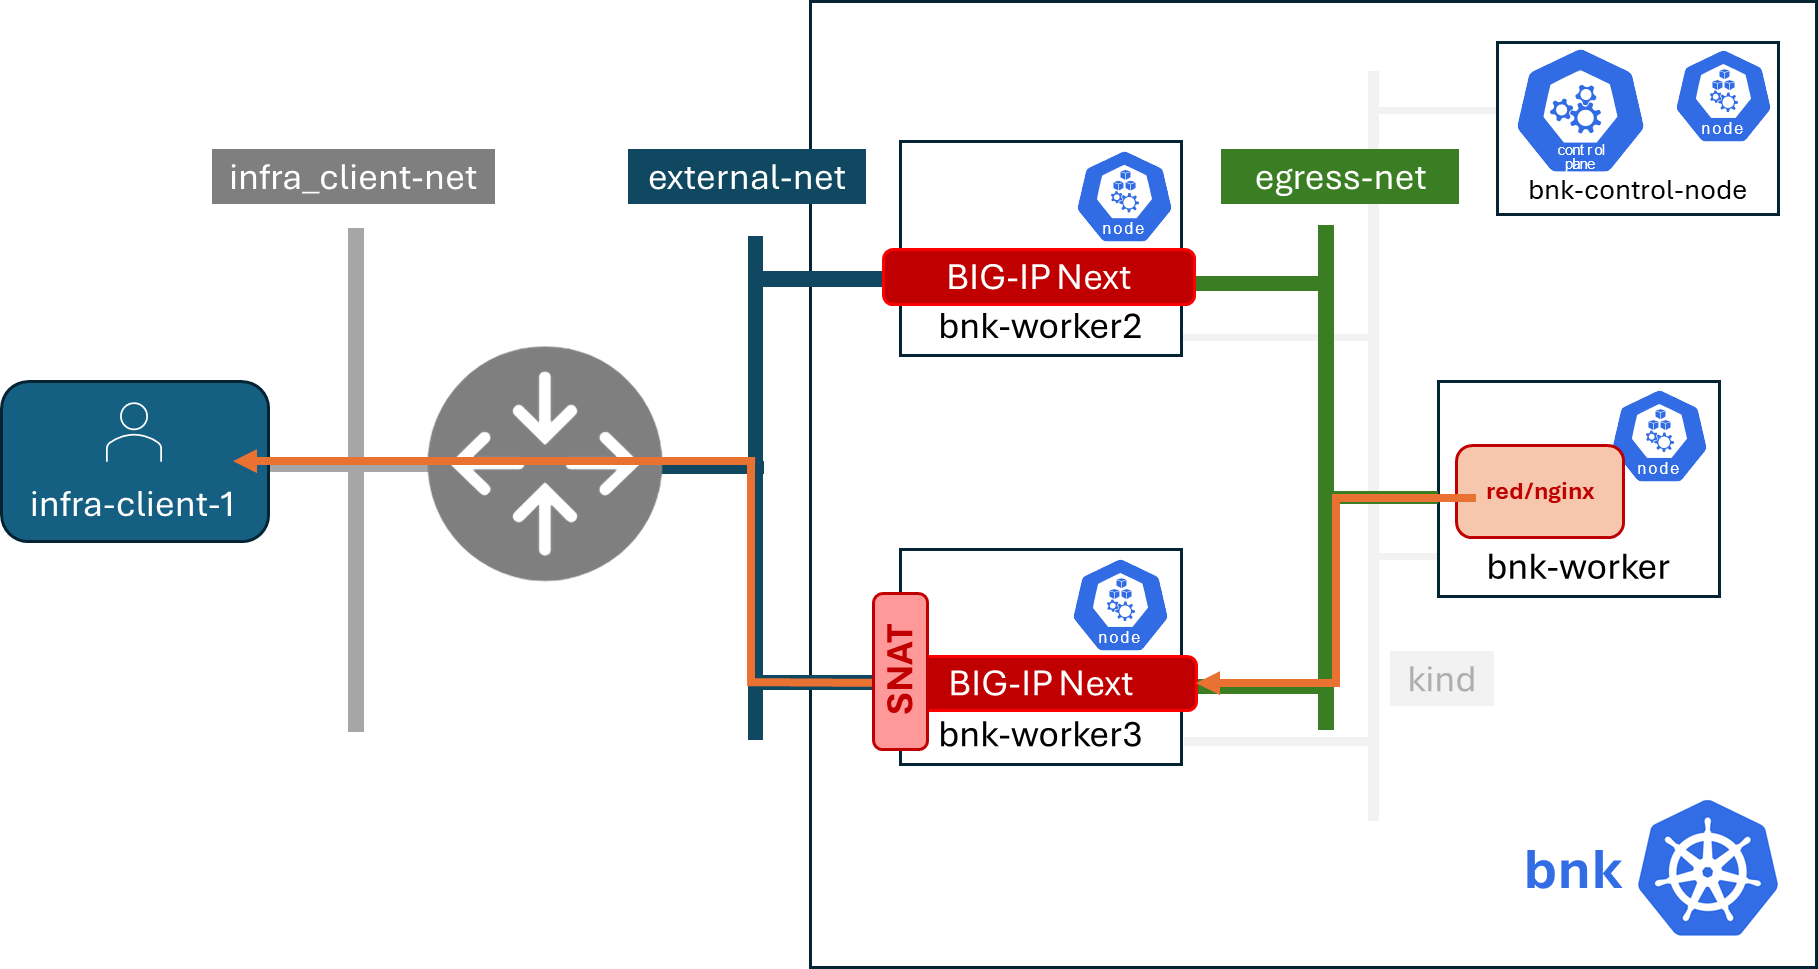 infra_client-net
external-net
egress-net
control
plane
node
bnk-control-node
node
BIG-IP Next
bnk-worker2
infra-client-1
node
red/nginx
bnk-worker
node
SNAT
BIG-IP Next
bnk-worker3
kind
bnk